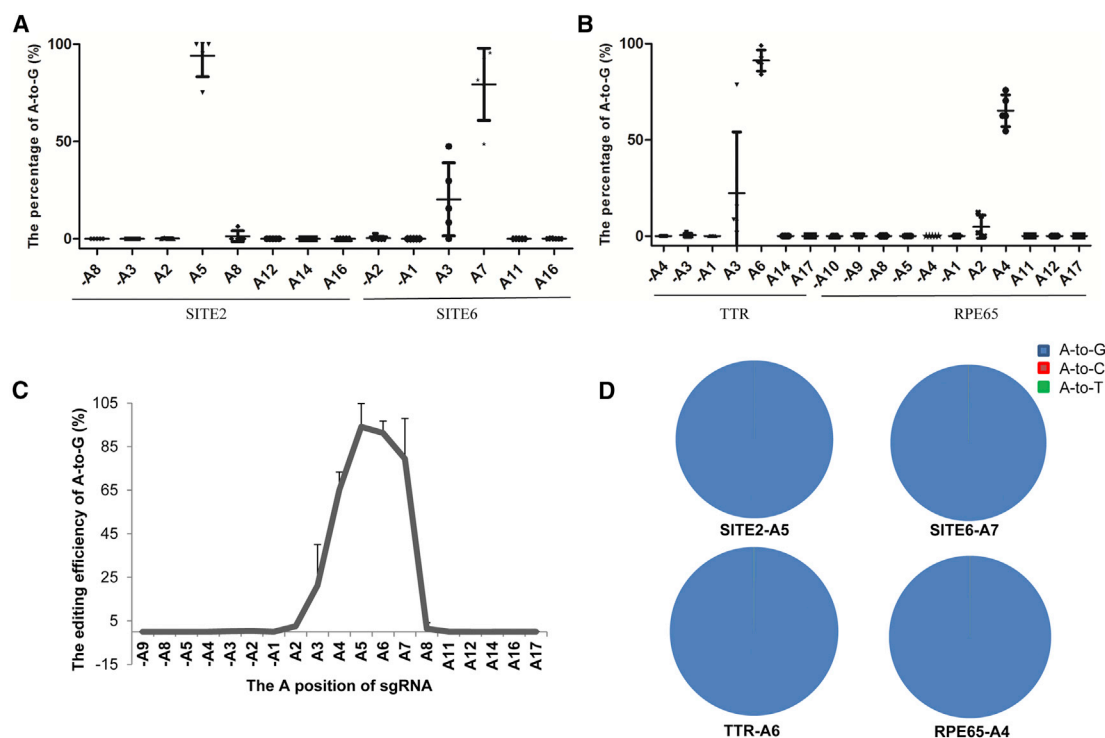 A
The percentage of A-to-G (%)
100
50
0
-A8 -A3 A2 A5 A8 A12 A14 A16 -A2 -A1 A3 A7 A11 A16
SITE2 SITE6
B
The percentage of A-to-G (%)
100
50
0
-A4 -A3 -A1 A3 A6 A14 A17 -A10 -A9 -A8 -A5 -A4 -A1 A2 A4 A11 A12 A17
TTR RPE65
C
The editing efficiency of A-to-G (%)
105
85
65
45
25
5
-15
-A9 -A8 -A5 -A4 -A3 -A2 -A1 A2 A3 A4 A5 A6 A7 A8 A11 A12 A14 A16 A17
The A position of sgRNA
D
A-to-G
A-to-C
A-to-T
SITE2-A5 SITE6-A7
TTR-A6 RPE65-A4